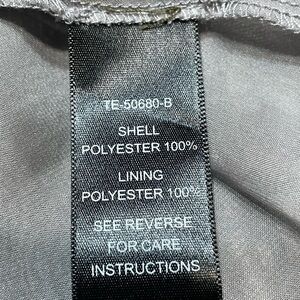 TE-50680-B
SHELL
POLYESTER 100%
LINING
POLYESTER 100%
SEE REVERSE
FOR CARE
INSTRUCTIONS